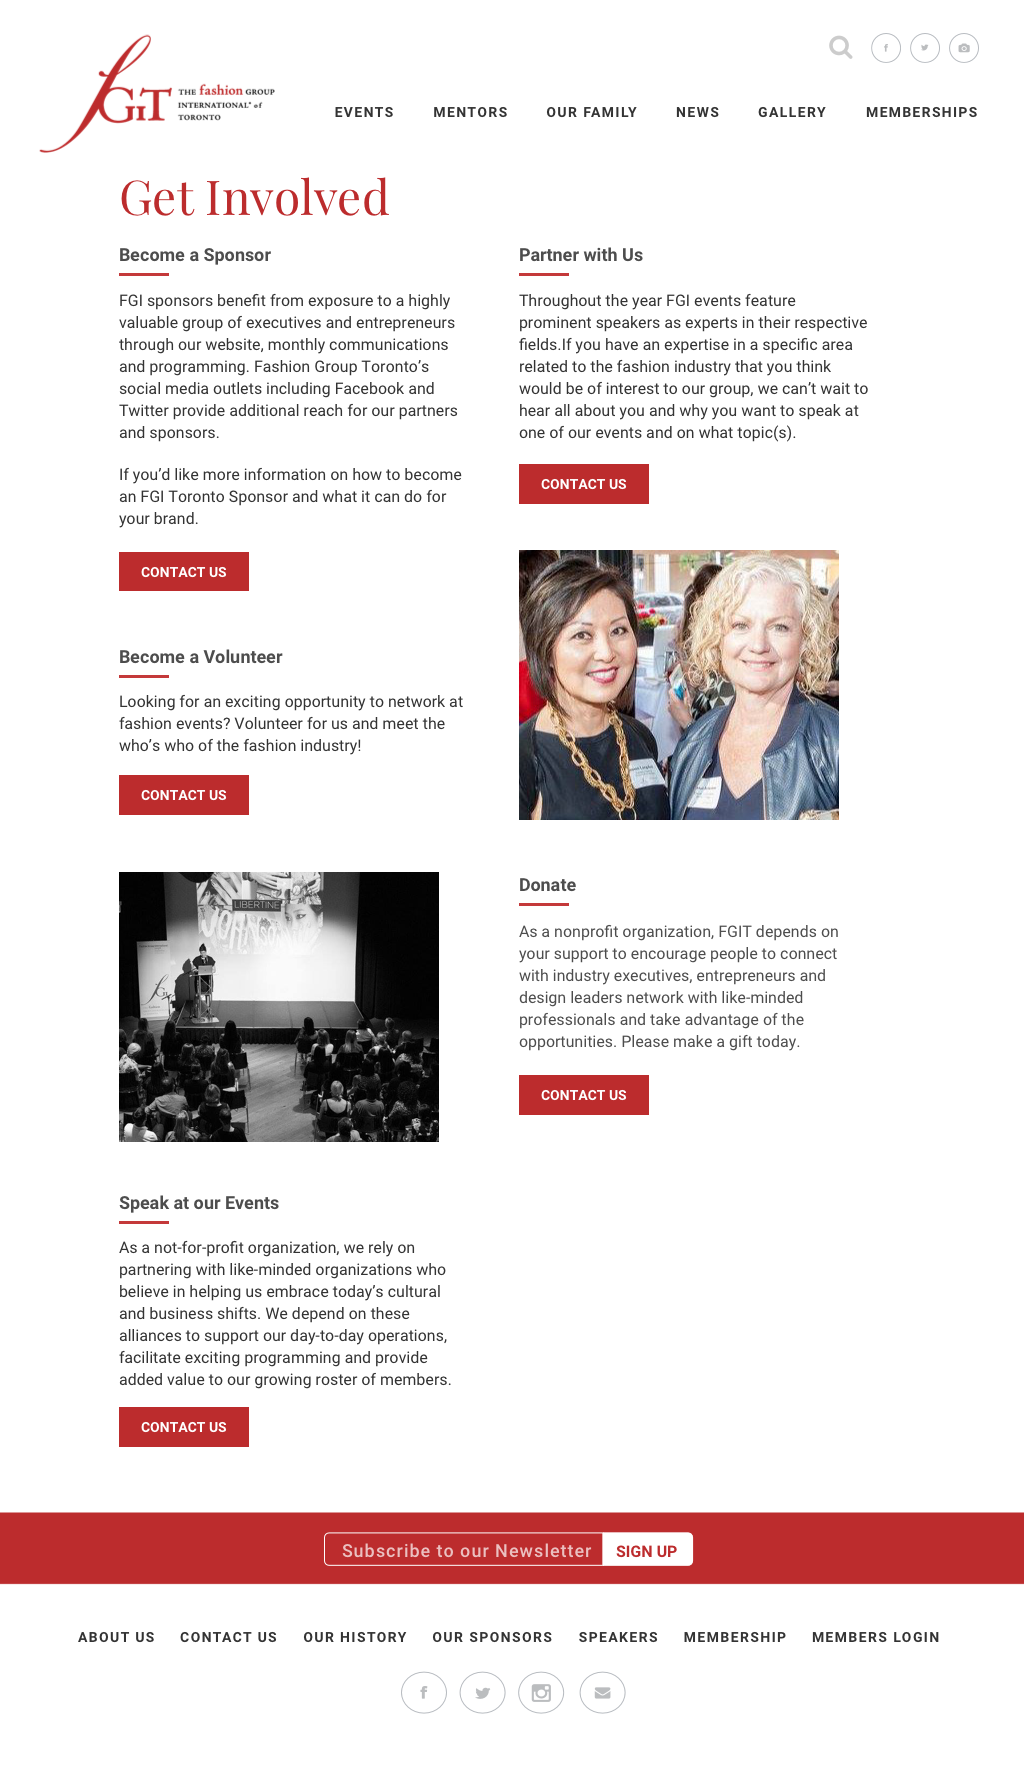 fGIT THE fashion GROUP
INTERNATIONAL® of
TORONTO
EVENTS MENTORS OUR FAMILY NEWS GALLERY MEMBERSHIPS
Get Involved
Become a Sponsor
FGI sponsors benefit from exposure to a highly
valuable group of executives and entrepreneurs
through our website, monthly communications
and programming. Fashion Group Toronto’s
social media outlets including Facebook and
Twitter provide additional reach for our partners
and sponsors.
If you’d like more information on how to become
an FGI Toronto Sponsor and what it can do for
your brand.
CONTACT US
Become a Volunteer
Looking for an exciting opportunity to network at
fashion events? Volunteer for us and meet the
who’s who of the fashion industry!
CONTACT US
LIBERTINE
Speak at our Events
As a not-for-profit organization, we rely on
partnering with like-minded organizations who
believe in helping us embrace today’s cultural
and business shifts. We depend on these
alliances to support our day-to-day operations,
facilitate exciting programming and provide
added value to our growing roster of members.
CONTACT US
Partner with Us
Throughout the year FGI events feature
prominent speakers as experts in their respective
fields.If you have an expertise in a specific area
related to the fashion industry that you think
would be of interest to our group, we can’t wait to
hear all about you and why you want to speak at
one of our events and on what topic(s).
CONTACT US
Donate
As a nonprofit organization, FGIT depends on
your support to encourage people to connect
with industry executives, entrepreneurs and
design leaders network with like-minded
professionals and take advantage of the
opportunities. Please make a gift today.
CONTACT US
Subscribe to our Newsletter SIGN UP
ABOUT US CONTACT US OUR HISTORY OUR SPONSORS SPEAKERS MEMBERSHIP MEMBERS LOGIN